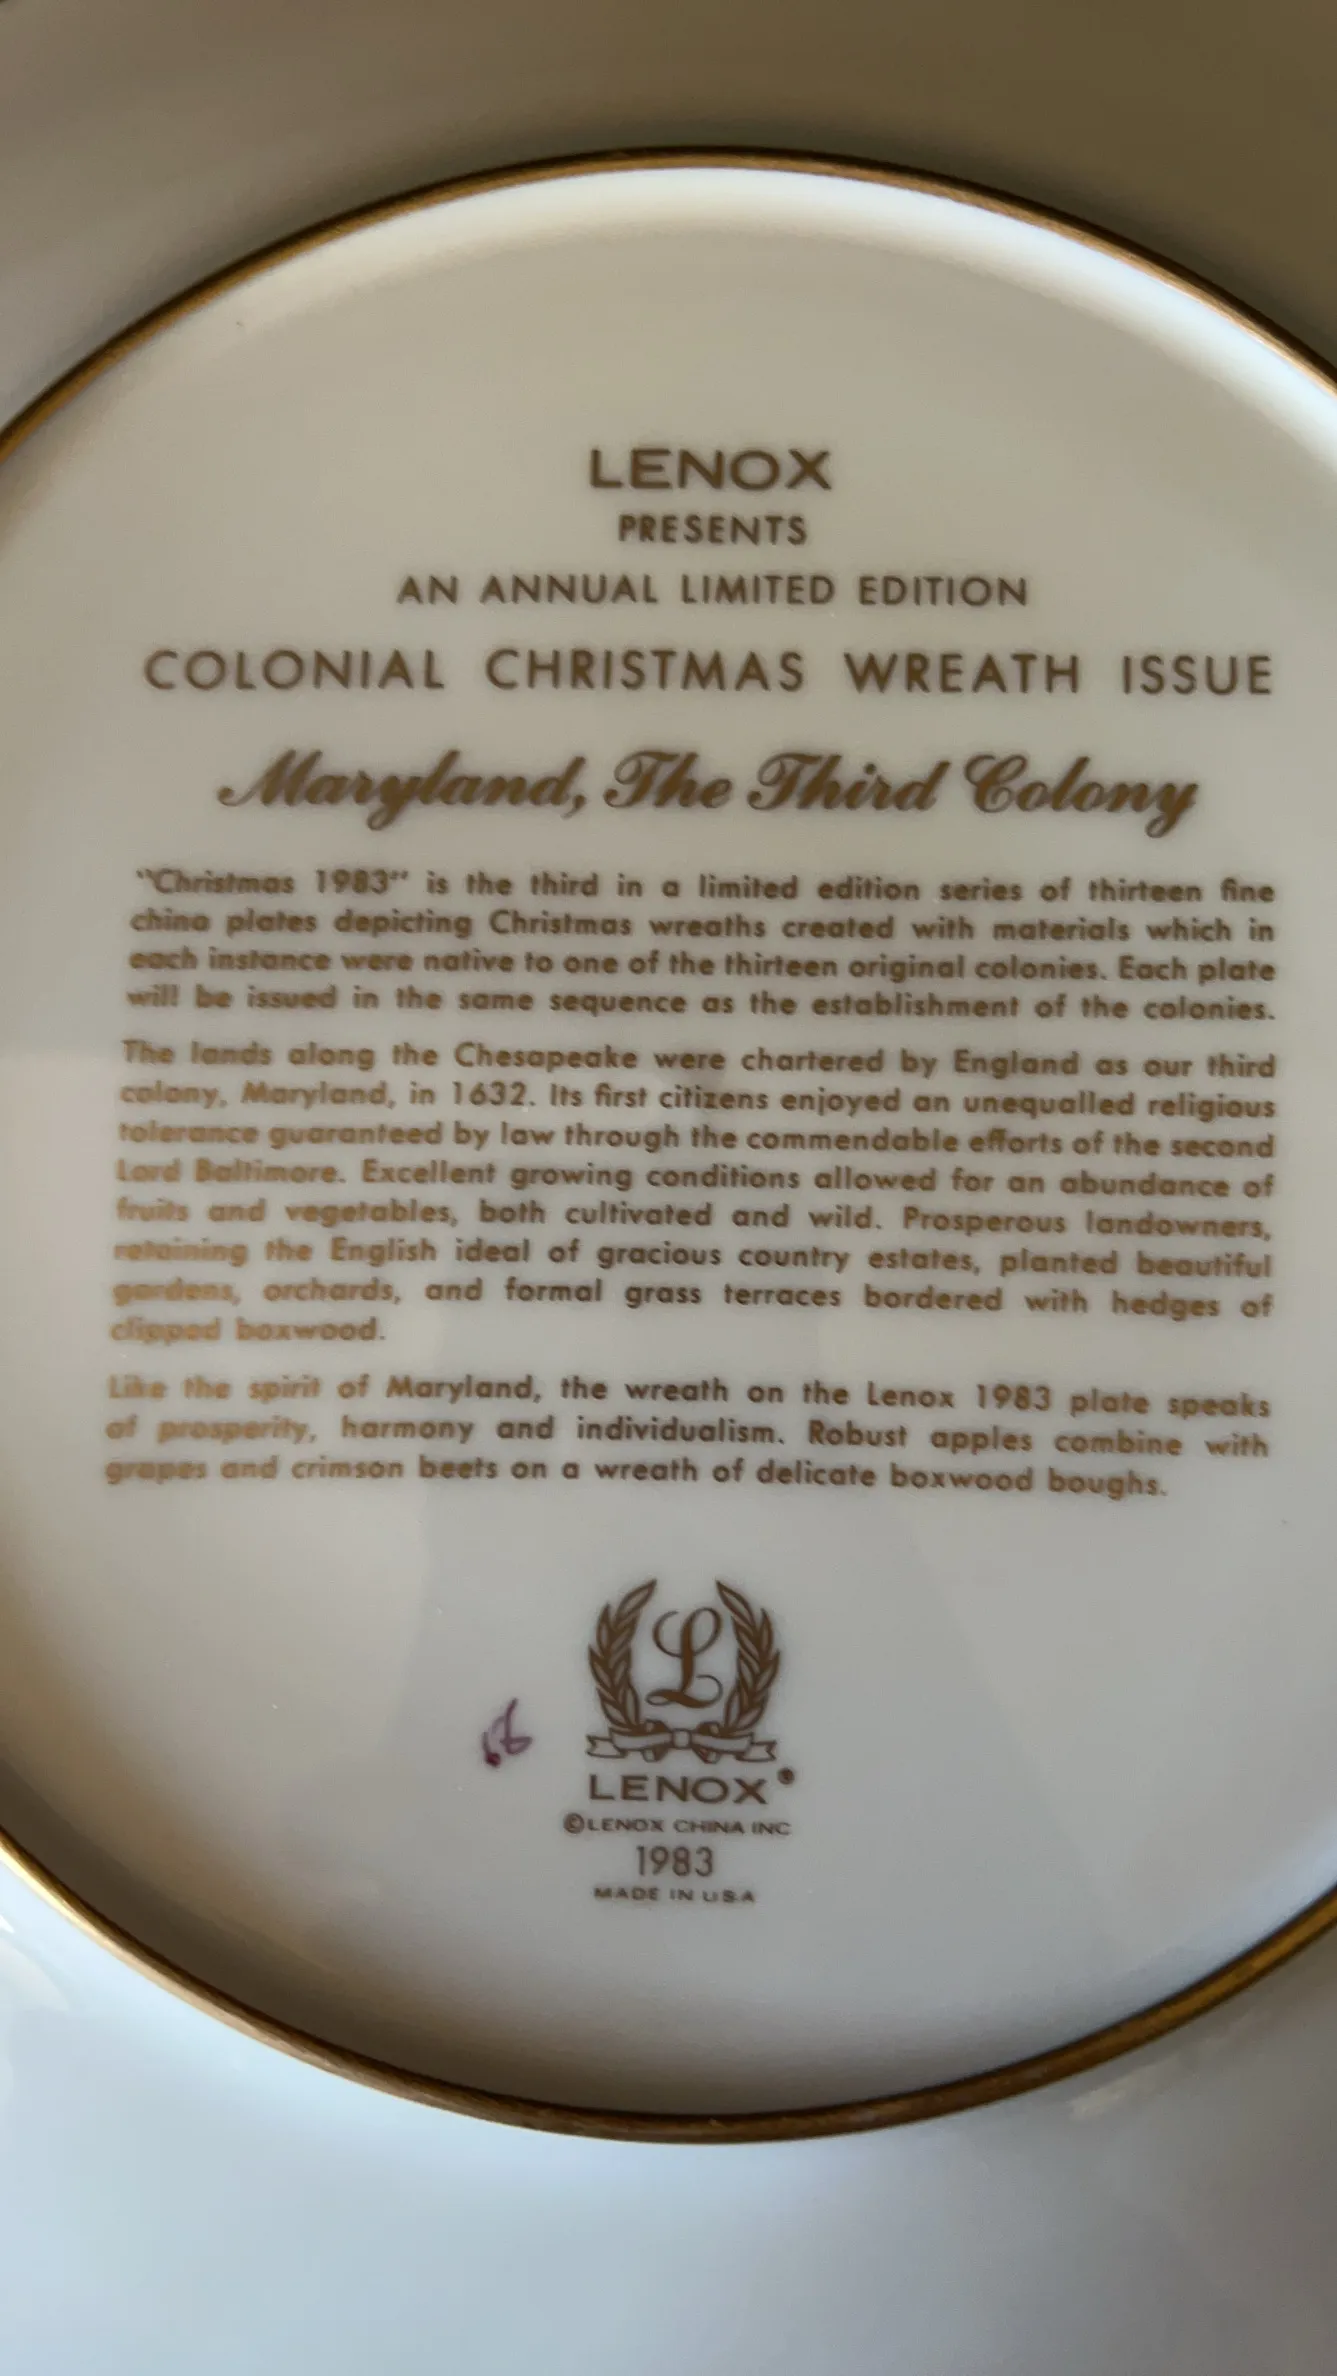 LENOX
PRESENTS
AN ANNUAL LIMITED EDITION
COLONIAL CHRISTMAS WREATH ISSUE
Maryland, The Third Colony
"Christmas 1983" is the third in a limited edition series of thirteen fine
china plates depicting Christmas wreaths created with materials which in
each instance were native to one of the thirteen original colonies. Each plate
will be issued in the same sequence as the establishment of the colonies.
The lands along the Chesapeake were chartered by England as our third
colony, Maryland, in 1632. Its first citizens enjoyed an unequalled religious
tolerance guaranteed by law through the commendable efforts of the second
Lord Baltimore. Excellent growing conditions allowed for an abundance of
fruits and vegetables, both cultivated and wild. Prosperous landowners,
retaining the English ideal of gracious country estates, planted beautiful
gardens, orchards, and formal grass terraces bordered with hedges of
clipped boxwood.
Like the spirit of Maryland, the wreath on the Lenox 1983 plate speaks
of prosperity, harmony and individualism. Robust apples combine with
grapes and crimson beets on a wreath of delicate boxwood boughs.
L
LENOX®
©LENOX CHINA INC
1983
MADE IN USA